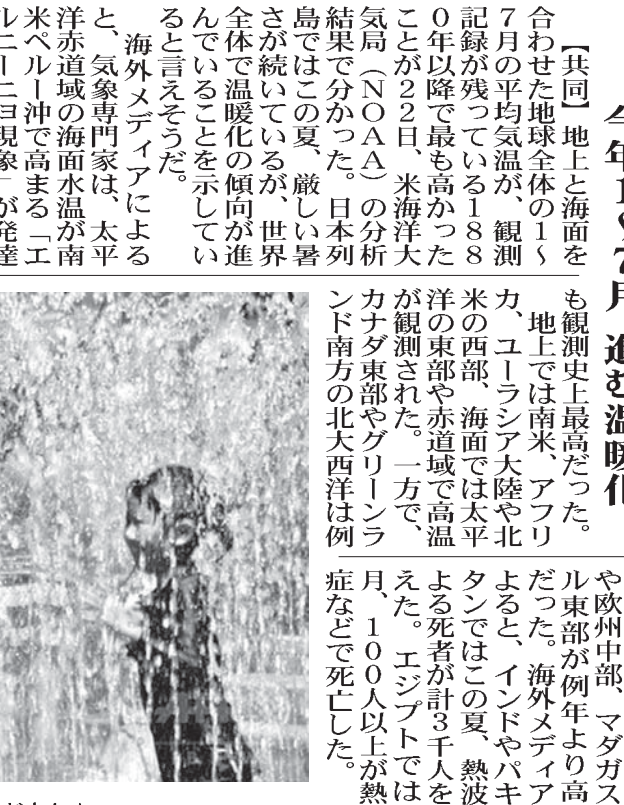 今年1〜7月 進む温暖化
【共同】地上と海面を
合わせた地球全体の1〜
7月の平均気温が、観測
記録が残っている188
0年以降で最も高かった
ことが22日、米海洋大
気局(NOAA)の分析
結果で分かった。日本列
島ではこの夏、厳しい暑
さが続いているが、世界
全体で温暖化の傾向が進
んでいることを示してい
ると言えそうだ。
海外メディアによる
と、気象専門家は、太平
洋赤道域の海面水温が南
米ペルー沖で高まる「エ
ルニーニョ現象」が発達
も観測史上最高だった。
地上では南米、アフリ
カ、ユーラシア大陸や北
米の西部、海面では太平
洋の東部や赤道域で高温
が観測された。一方で、
カナダ東部やグリーンラ
ンド南方の北大西洋は例
や欧州中部、マダガス
ル東部が例年より高
だった。海外メディア
よると、インドやパキ
タンではこの夏、熱波
よる死者が計3千人を
えた。エジプトでは
月、100人以上が熱
症などで死亡した。